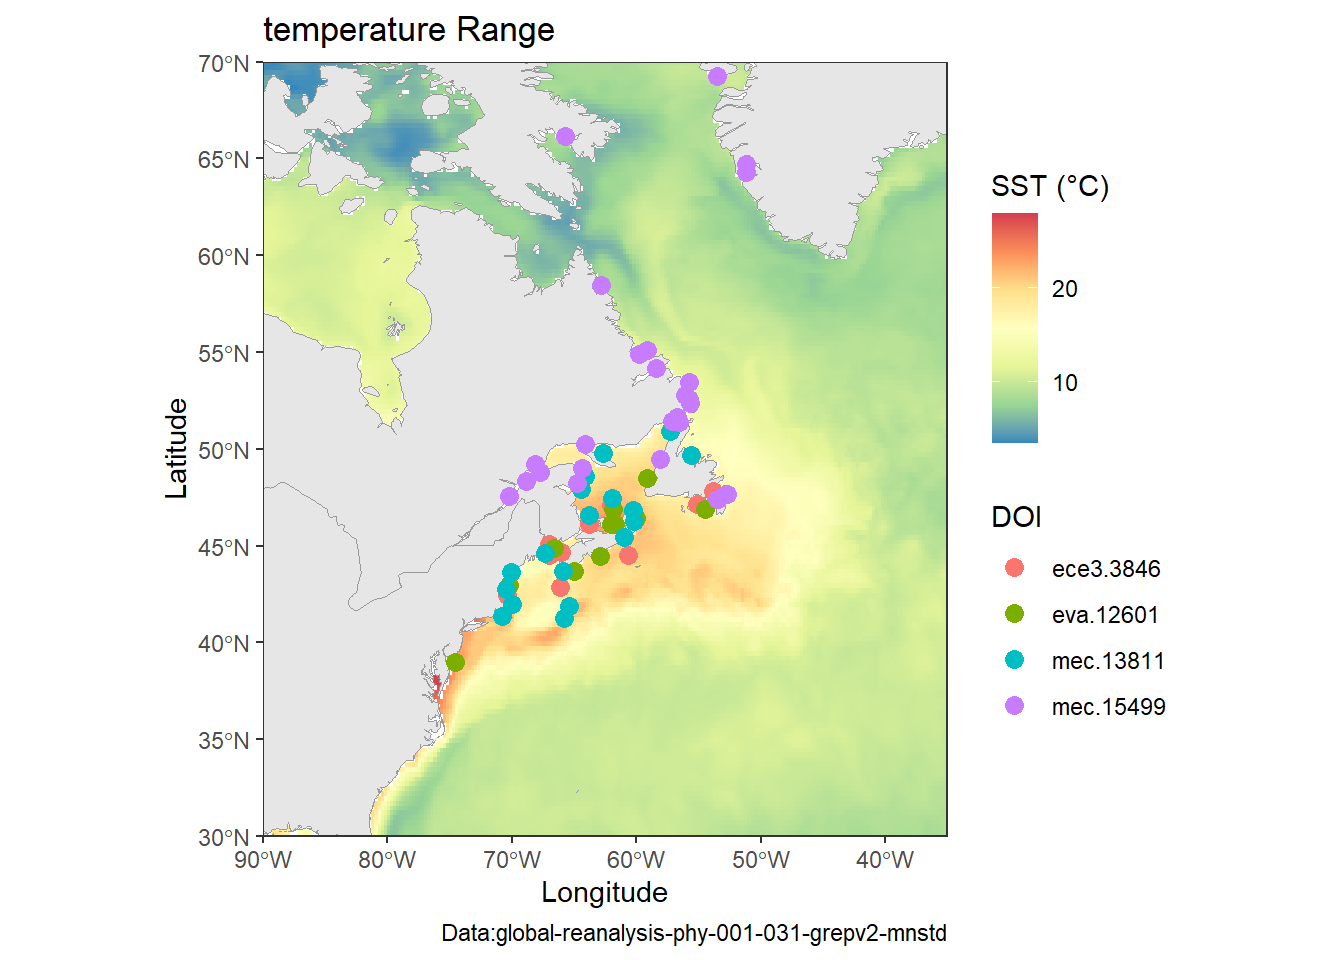 temperature Range
70°N
65°N
60°N
55°N
50°N
45°N
40°N
35°N
30°N
Latitude
90°W 80°W 70°W 60°W 50°W 40°W
Longitude
Data:global-reanalysis-phy-001-031-grepv2-mnstd
SST (°C)
20
10
DOI
ece3.3846
eva.12601
mec.13811
mec.15499